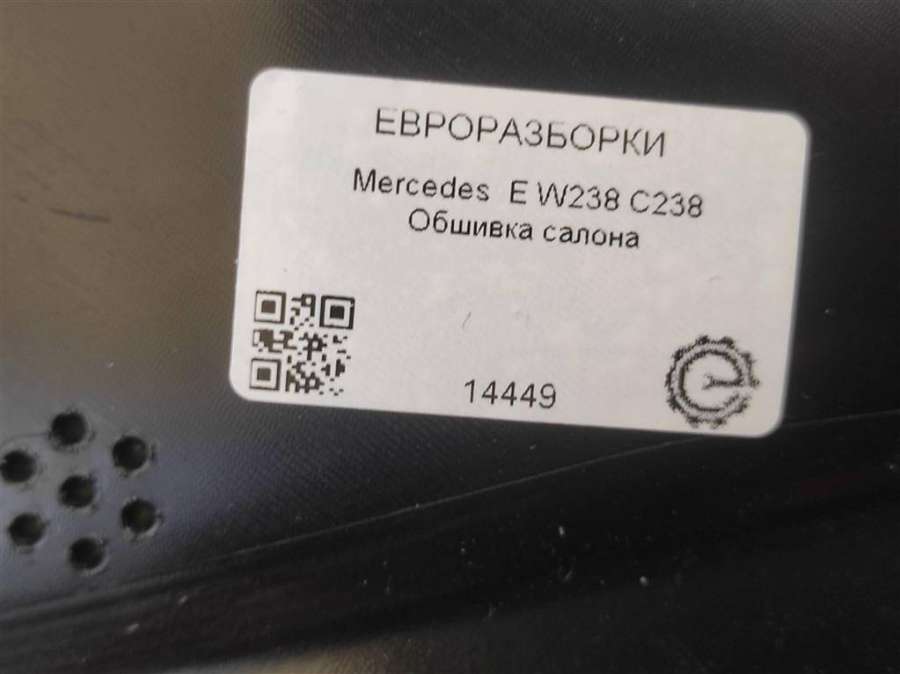 ЕВРОРАЗБОРКИ
Mercedes E W238 C238
Обшивка салона
14449